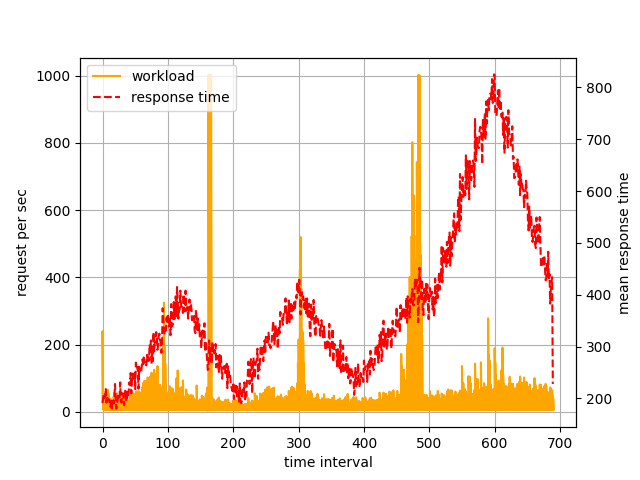 workload
response time
1000
800
600
400
200
0
request per sec
800
700
600
500
400
300
200
mean response time
0 100 200 300 400 500 600 700
time interval